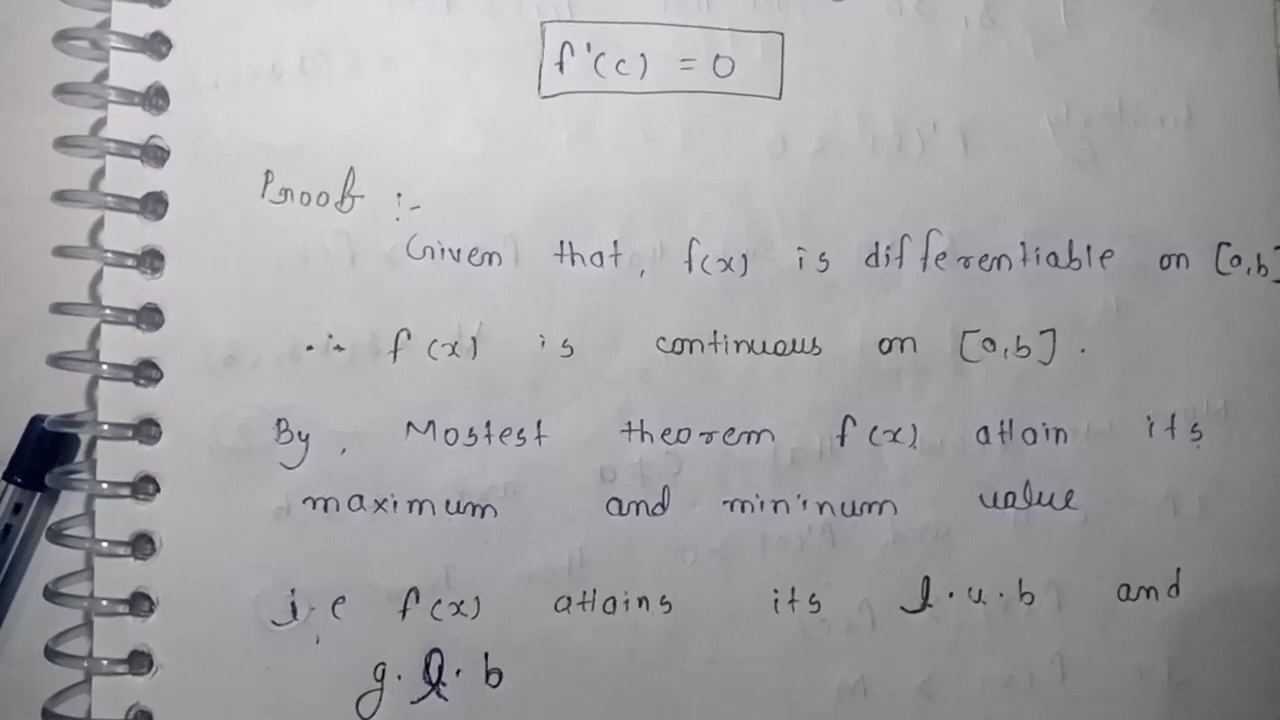 f'(c) = 0
Proof :-
Given that, f(x) is differentiable on [a,b]
∴ f(x) is continuous on [a,b].
By, Mostest theorem f(x) attain its
maximum and mininum value
i.e f(x) attains its l.u.b and
g.l.b